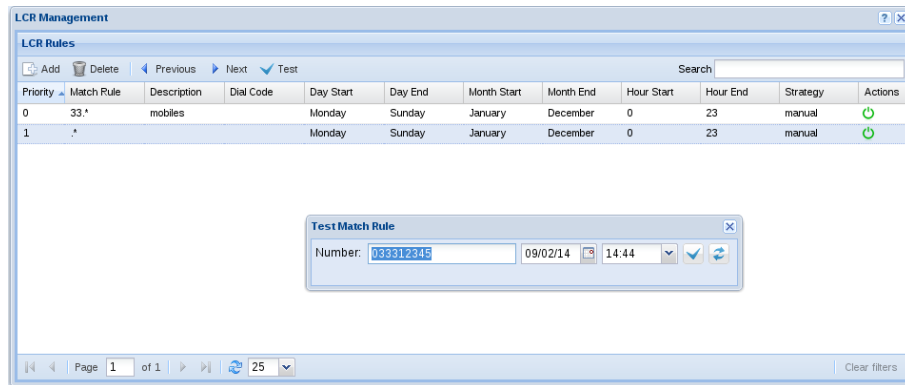 LCR Management
LCR Rules
Add Delete Previous Next Test Search
Priority Match Rule Description Dial Code Day Start Day End Month Start Month End Hour Start Hour End Strategy Actions
0 33.* mobiles Monday Sunday January December 0 23 manual
1 .* Monday Sunday January December 0 23 manual
Test Match Rule
Number: 033312345 09/02/14 14:44
Page 1 of 1 25 Clear filters